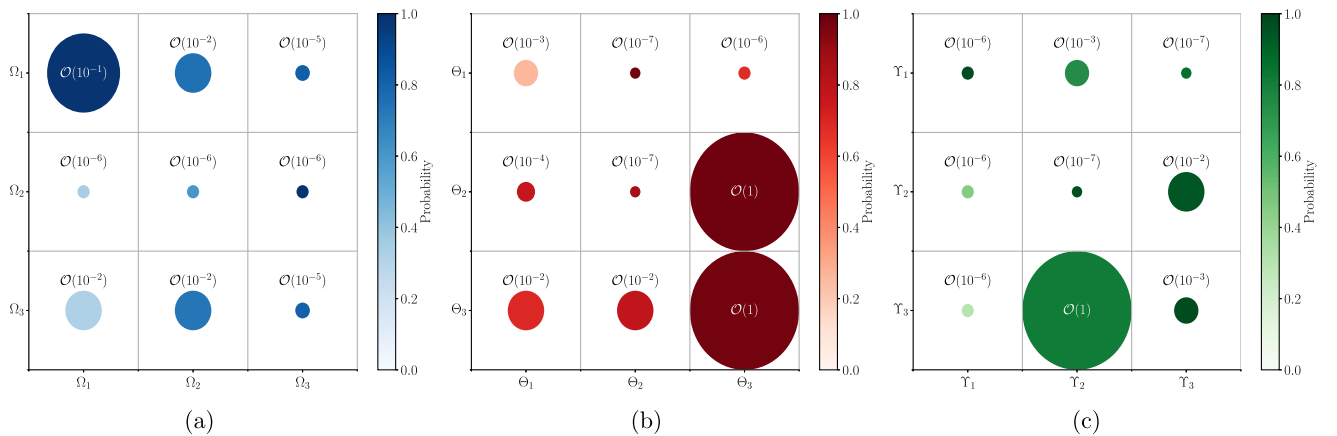 𝒪(10⁻¹) 𝒪(10⁻²) 𝒪(10⁻⁵)
Ω₁
𝒪(10⁻⁶) 𝒪(10⁻⁶) 𝒪(10⁻⁶)
Ω₂
𝒪(10⁻²) 𝒪(10⁻²) 𝒪(10⁻⁵)
Ω₃
Ω₁ Ω₂ Ω₃
1.0
0.8
0.6
0.4
0.2
0.0
Probability
(a)
𝒪(10⁻³) 𝒪(10⁻⁷) 𝒪(10⁻⁶)
Θ₁
𝒪(10⁻⁴) 𝒪(10⁻⁷) 𝒪(1)
Θ₂
𝒪(10⁻²) 𝒪(10⁻²) 𝒪(1)
Θ₃
Θ₁ Θ₂ Θ₃
1.0
0.8
0.6
0.4
0.2
0.0
Probability
(b)
𝒪(10⁻⁶) 𝒪(10⁻³) 𝒪(10⁻⁷)
ϒ₁
𝒪(10⁻⁶) 𝒪(10⁻⁷) 𝒪(10⁻²)
ϒ₂
𝒪(10⁻⁶) 𝒪(1) 𝒪(10⁻³)
ϒ₃
ϒ₁ ϒ₂ ϒ₃
1.0
0.8
0.6
0.4
0.2
0.0
Probability
(c)